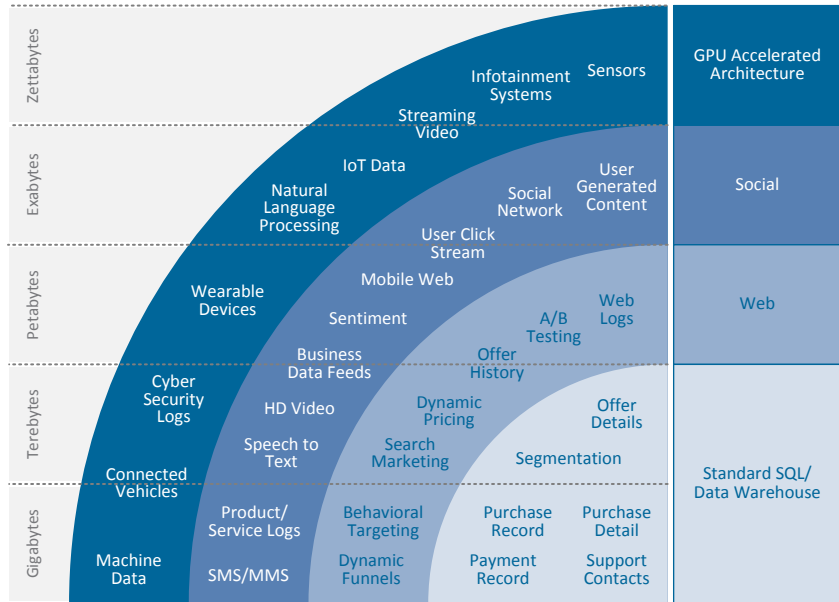 Zettabytes
Exabytes
Petabytes
Terebytes
Gigabytes
Sensors
Infotainment
Systems
Streaming
Video
IoT Data
Natural
Language
Processing
Wearable
Devices
Cyber
Security
Logs
Connected
Vehicles
Machine
Data
User
Generated
Content
Social
Network
User Click
Stream
Mobile Web
Sentiment
Business
Data Feeds
HD Video
Speech to
Text
Product/
Service Logs
SMS/MMS
Web
Logs
A/B
Testing
Offer
History
Dynamic
Pricing
Search
Marketing
Behavioral
Targeting
Dynamic
Funnels
Offer
Details
Segmentation
Purchase
Record
Purchase
Detail
Payment
Record
Support
Contacts
GPU Accelerated
Architecture
Social
Web
Standard SQL/
Data Warehouse